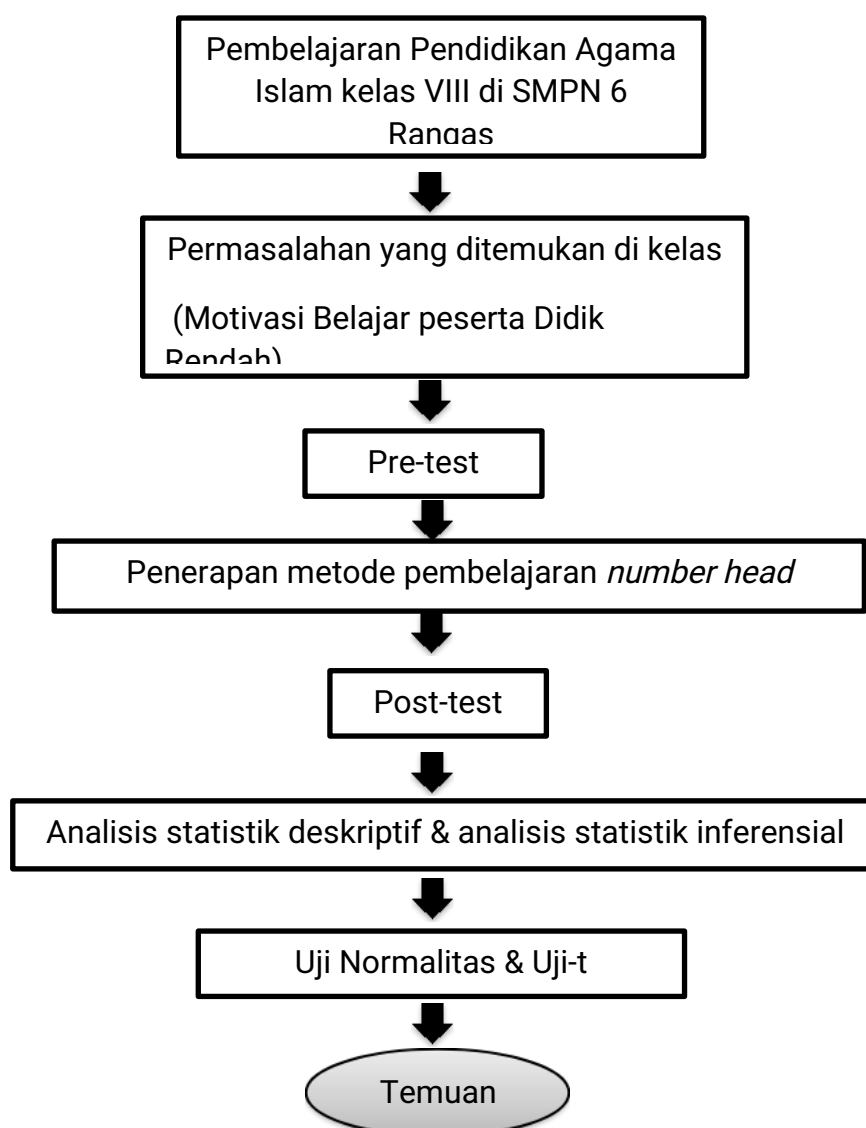 Pembelajaran Pendidikan Agama
Islam kelas VIII di SMPN 6
Rangas
Permasalahan yang ditemukan di kelas
(Motivasi Belajar peserta Didik
Rendah)
Pre-test
Penerapan metode pembelajaran number head
Post-test
Analisis statistik deskriptif & analisis statistik inferensial
Uji Normalitas & Uji-t
Temuan